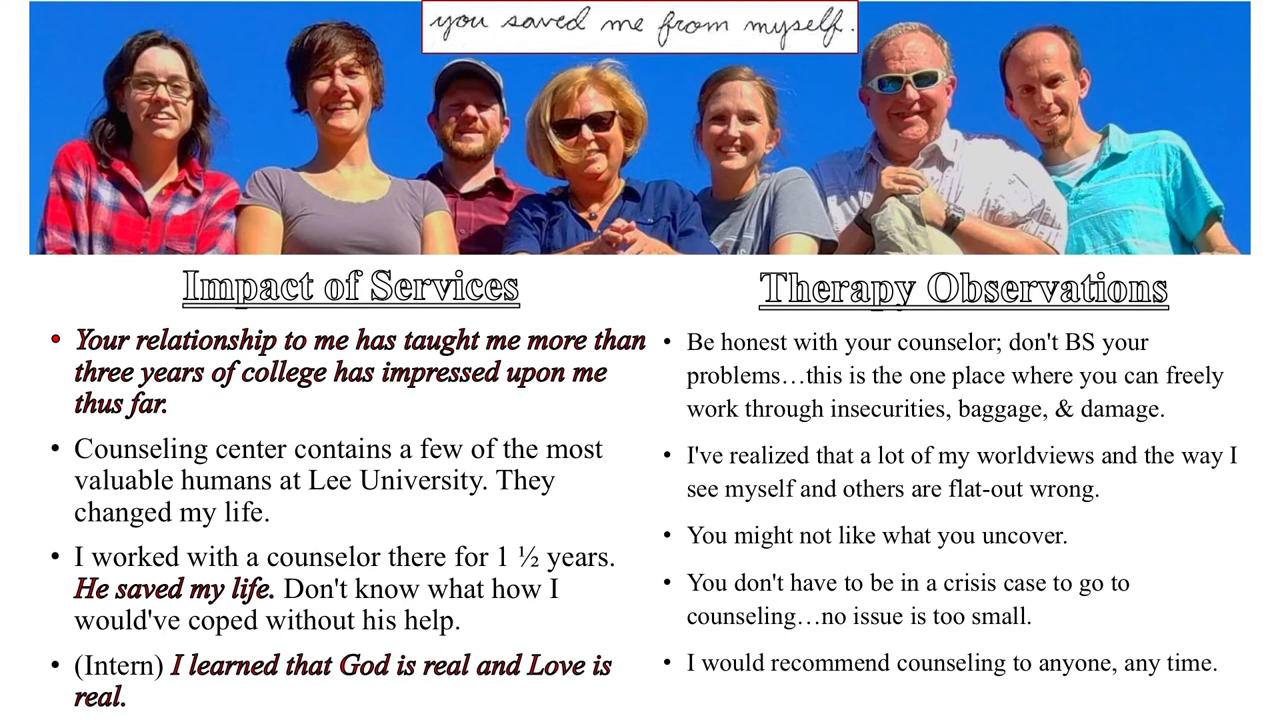 you saved me from myself.
Impact of Services
• Your relationship to me has taught me more than
three years of college has impressed upon me
thus far.
• Counseling center contains a few of the most
valuable humans at Lee University. They
changed my life.
• I worked with a counselor there for 1 ½ years.
He saved my life. Don't know what how I
would've coped without his help.
• (Intern) I learned that God is real and Love is
real.
Therapy Observations
• Be honest with your counselor; don't BS your
problems…this is the one place where you can freely
work through insecurities, baggage, & damage.
• I've realized that a lot of my worldviews and the way I
see myself and others are flat-out wrong.
• You might not like what you uncover.
• You don't have to be in a crisis case to go to
counseling…no issue is too small.
• I would recommend counseling to anyone, any time.